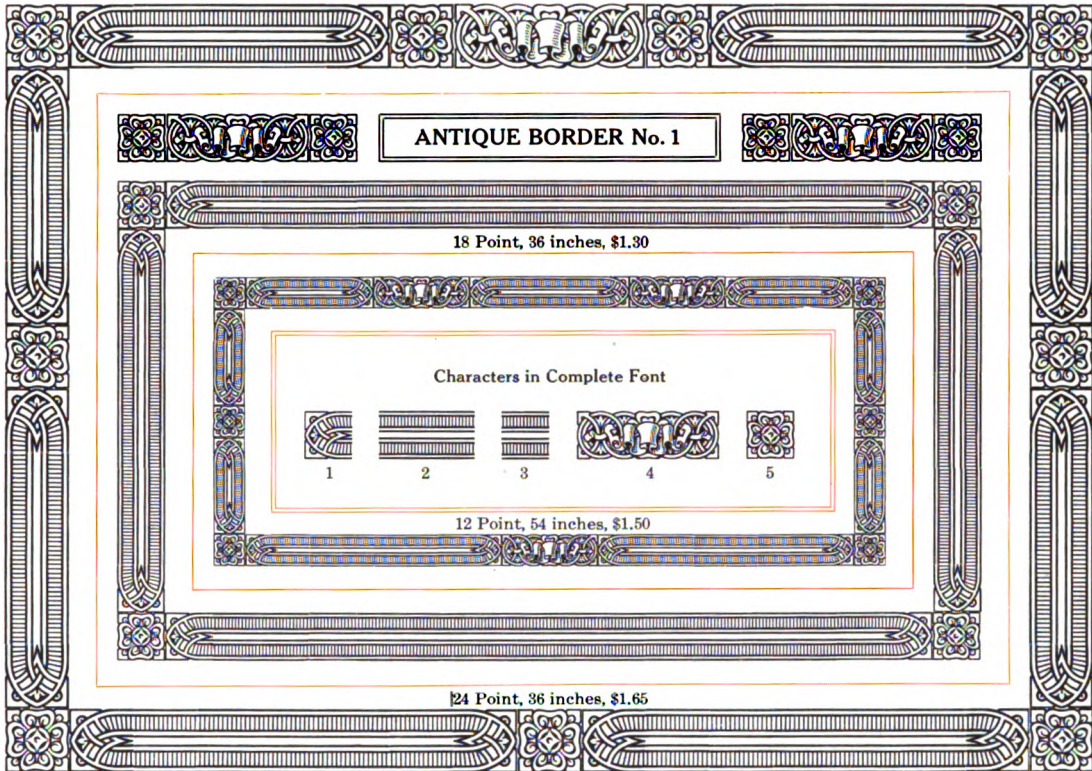 ANTIQUE BORDER No. 1
18 Point, 36 inches, $1.30
Characters in Complete Font
1 2 3 4 5
12 Point, 54 inches, $1.50
24 Point, 36 inches, $1.65